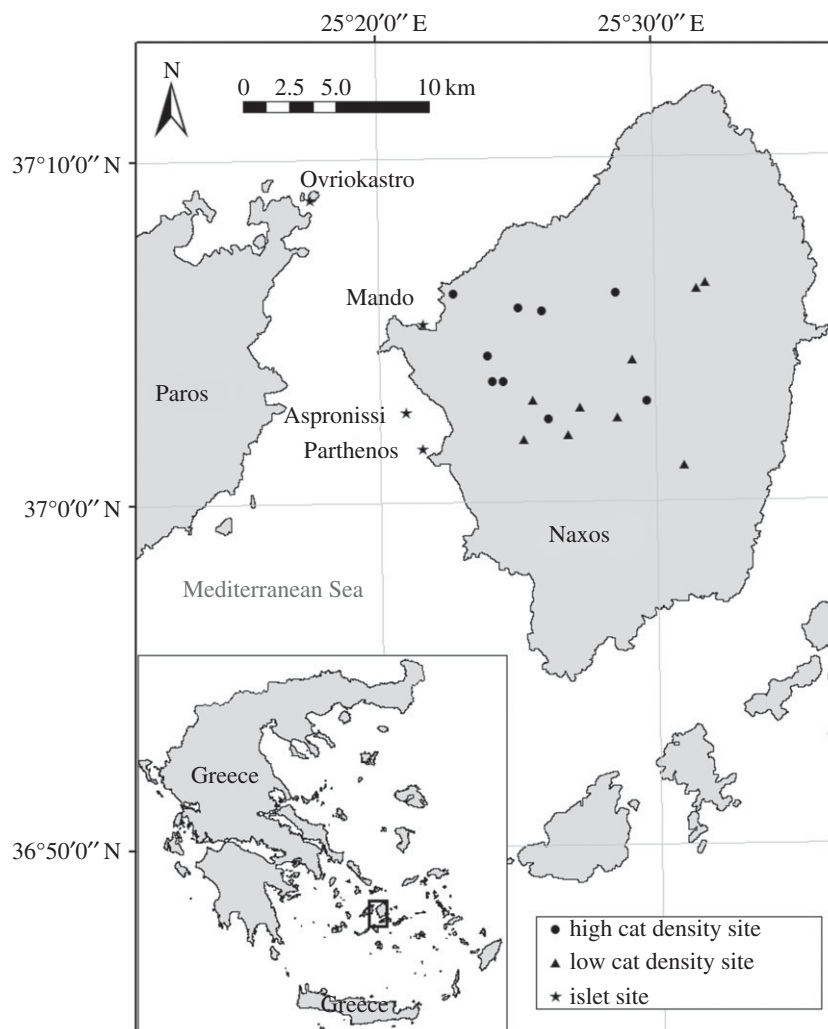 25°20′0″ E 25°30′0″ E
N
0 2.5 5.0 10 km
37°10′0″ N
Ovriokastro
Mando
Paros
Aspronissi
Parthenos
37°0′0″ N
Naxos
Mediterranean Sea
Greece
36°50′0″ N
high cat density site
low cat density site
islet site
Greece